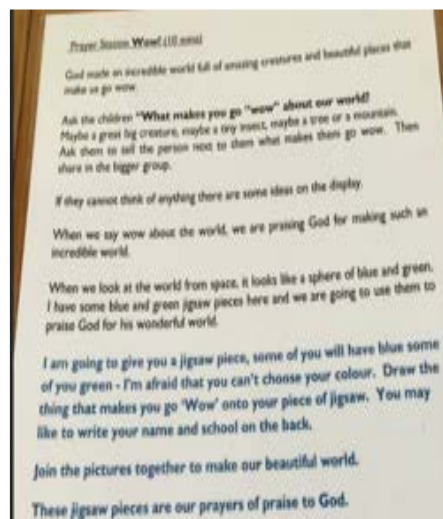 Prayer Station Wow! (10 mins)
God made an incredible world full of amazing creatures and beautiful places that
make us go wow.
Ask the children "What makes you go "wow" about our world?
Maybe a great big creature, maybe a tiny insect, maybe a tree or a mountain.
Ask them to tell the person next to them what makes them go wow. Then
share in the bigger group.
If they cannot think of anything there are some ideas on the display.
When we say wow about the world, we are praising God for making such an
incredible world.
When we look at the world from space, it looks like a sphere of blue and green.
I have some blue and green jigsaw pieces here and we are going to use them to
praise God for his wonderful world.
I am going to give you a jigsaw piece, some of you will have blue some
of you green - I'm afraid that you can't choose your colour. Draw the
thing that makes you go 'Wow' onto your piece of jigsaw. You may
like to write your name and school on the back.
Join the pictures together to make our beautiful world.
These jigsaw pieces are our prayers of praise to God.